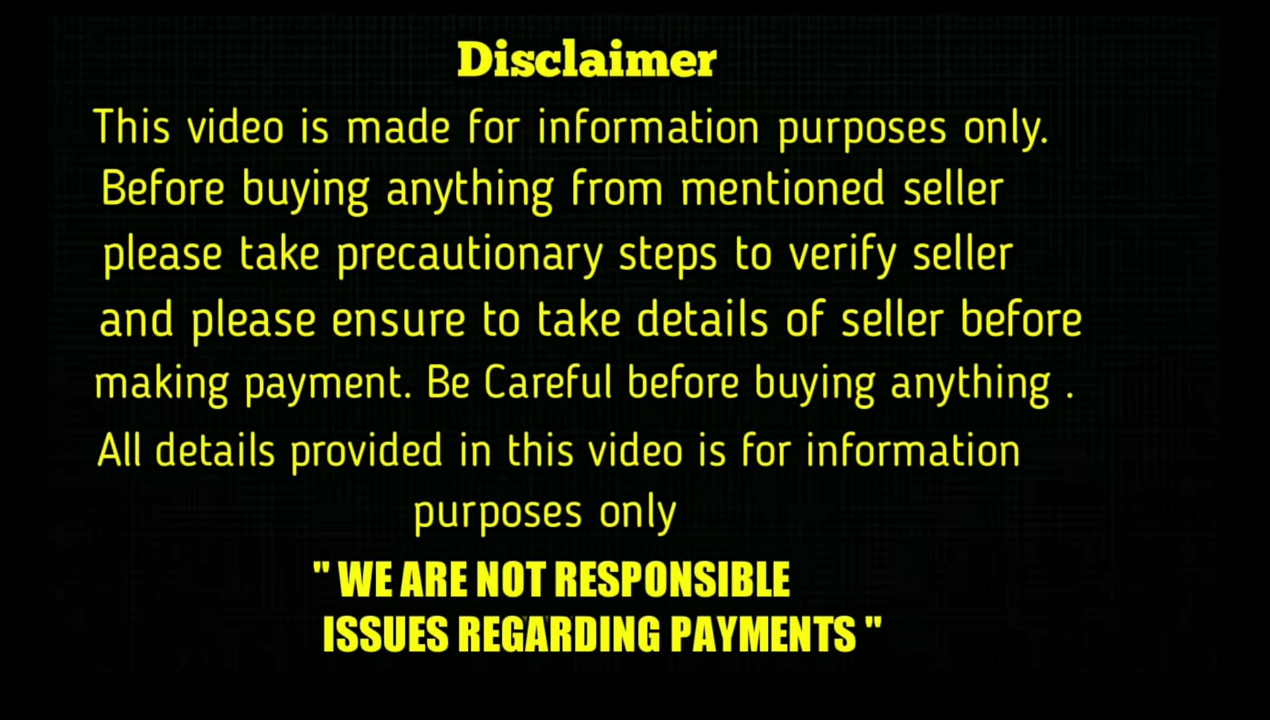 Disclaimer
This video is made for information purposes only.
Before buying anything from mentioned seller
please take precautionary steps to verify seller
and please ensure to take details of seller before
making payment. Be Careful before buying anything .
All details provided in this video is for information
purposes only
" WE ARE NOT RESPONSIBLE
ISSUES REGARDING PAYMENTS "